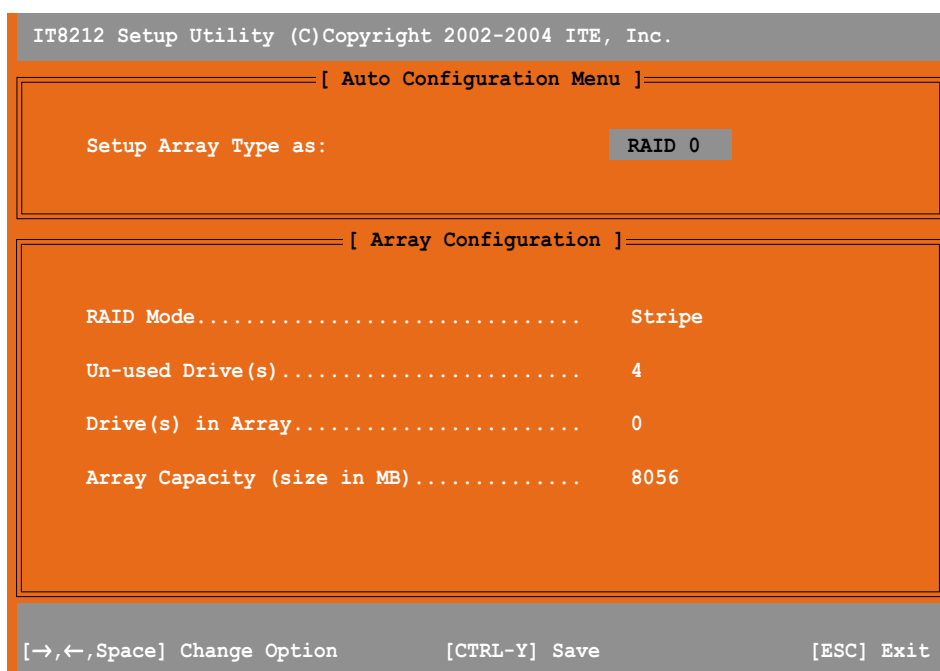 IT8212 Setup Utility (C)Copyright 2002-2004 ITE, Inc.
[ Auto Configuration Menu ]
Setup Array Type as: RAID 0
[ Array Configuration ]
RAID Mode................................ Stripe
Un-used Drive(s)......................... 4
Drive(s) in Array........................ 0
Array Capacity (size in MB).............. 8056
[→,←,Space] Change Option [CTRL-Y] Save [ESC] Exit